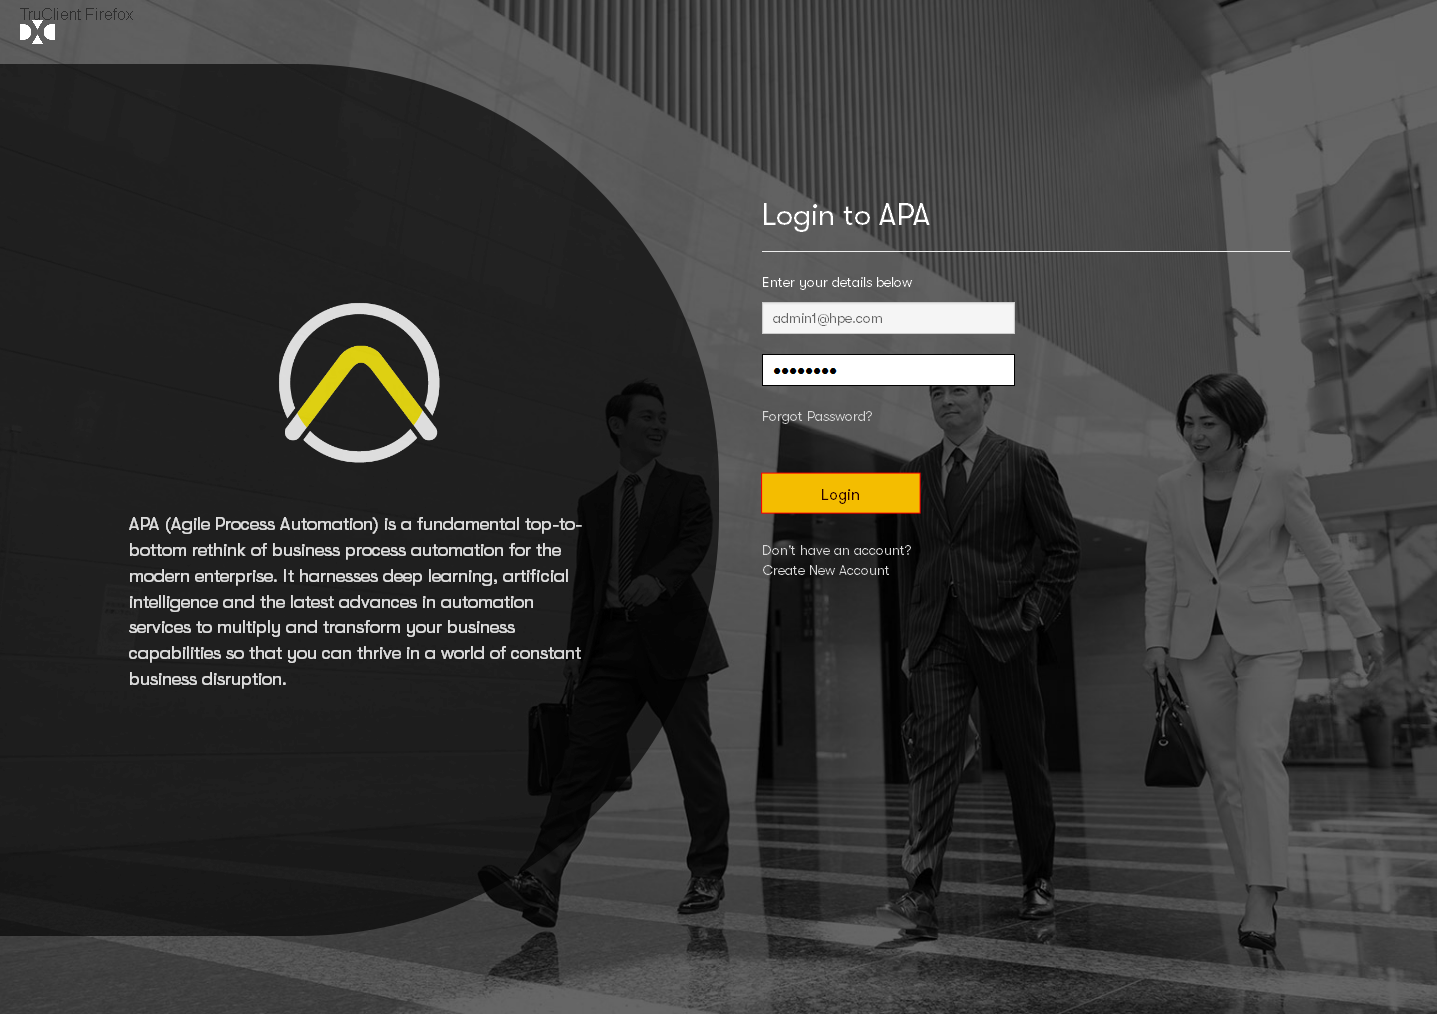 TruClient Firefox
APA (Agile Process Automation) is a fundamental top-to-
bottom rethink of business process automation for the
modern enterprise. It harnesses deep learning, artificial
intelligence and the latest advances in automation
services to multiply and transform your business
capabilities so that you can thrive in a world of constant
business disruption.
Login to APA
Enter your details below
admin1@hpe.com
••••••••
Forgot Password?
Login
Don't have an account?
Create New Account